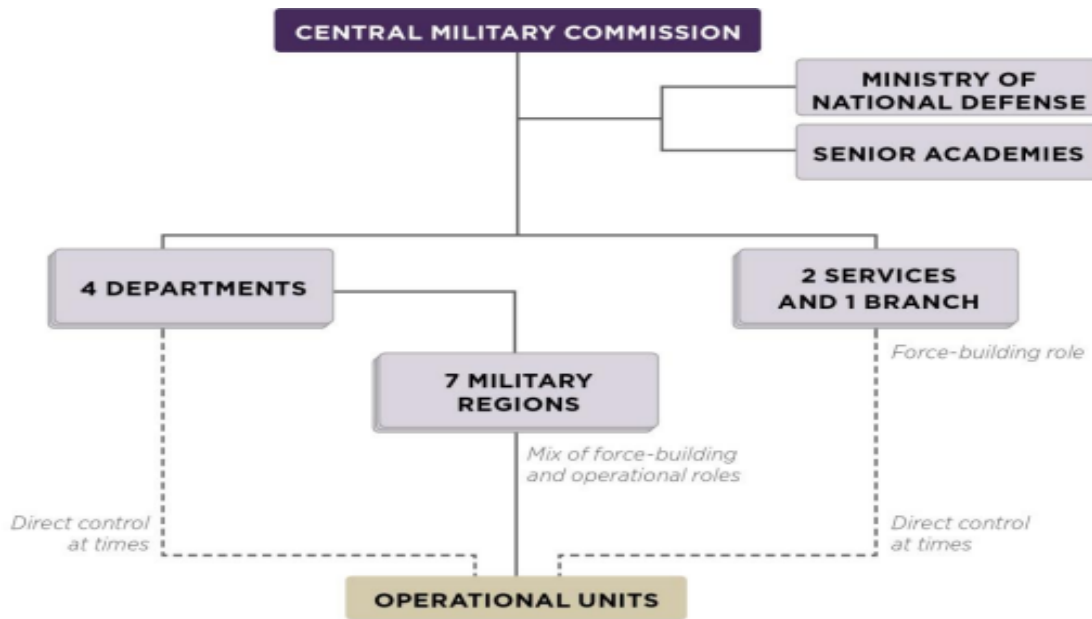 CENTRAL MILITARY COMMISSION
MINISTRY OF
NATIONAL DEFENSE
SENIOR ACADEMIES
4 DEPARTMENTS
2 SERVICES
AND 1 BRANCH
Force-building role
7 MILITARY
REGIONS
Mix of force-building
and operational roles
Direct control
at times
Direct control
at times
OPERATIONAL UNITS